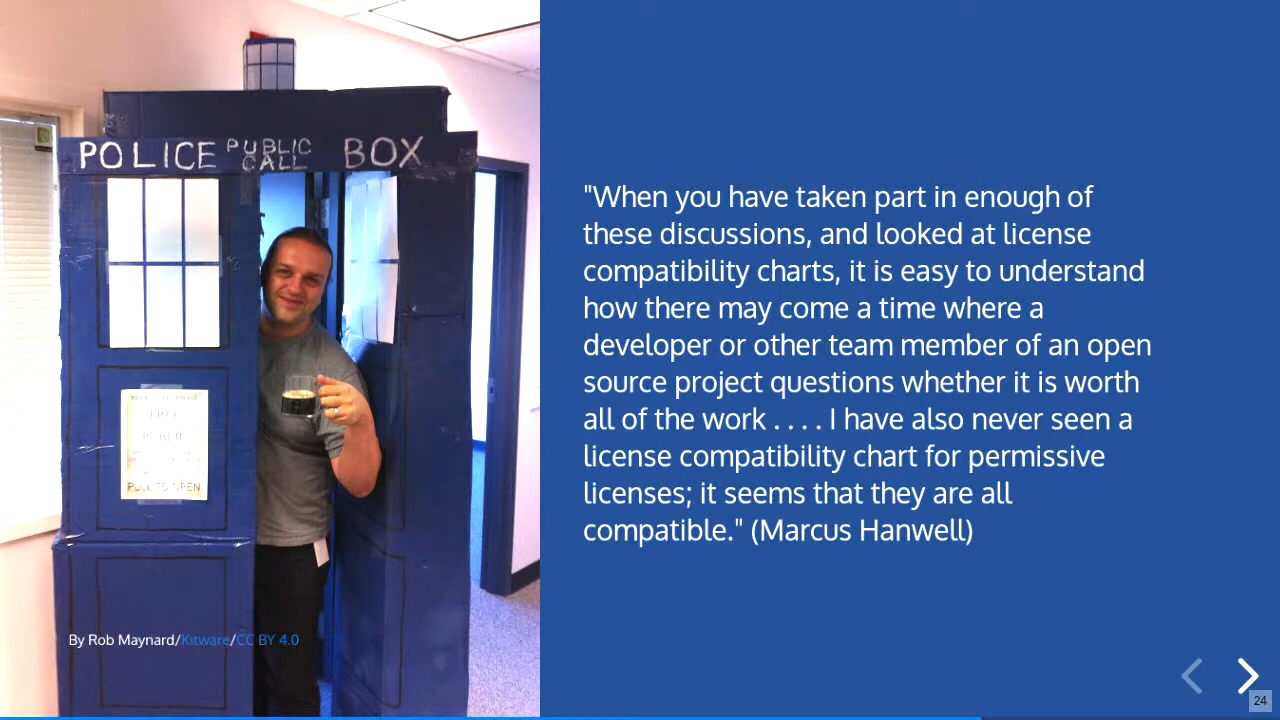 POLICE PUBLIC CALL BOX
PULL TO OPEN
By Rob Maynard/Kitware/CC BY 4.0
"When you have taken part in enough of
these discussions, and looked at license
compatibility charts, it is easy to understand
how there may come a time where a
developer or other team member of an open
source project questions whether it is worth
all of the work . . . . I have also never seen a
license compatibility chart for permissive
licenses; it seems that they are all
compatible." (Marcus Hanwell)
24